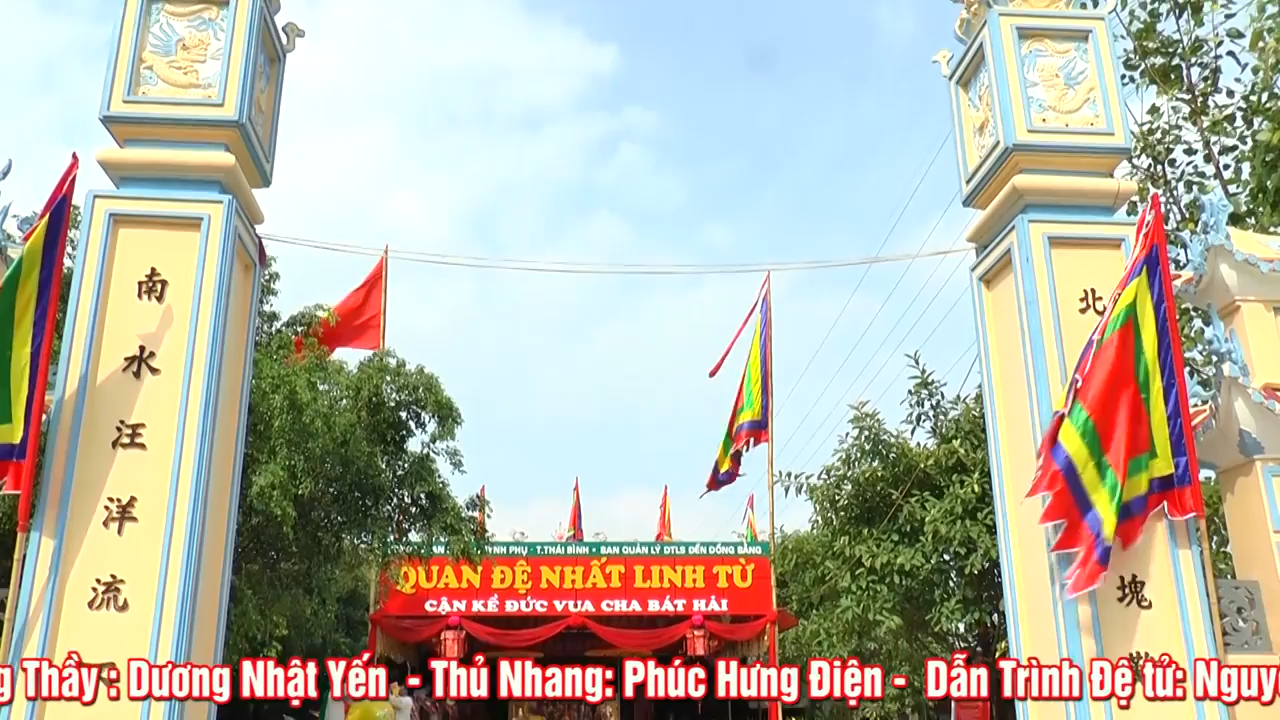 南水汪洋流
北
塊
QUỲNH PHỤ - T.THÁI BÌNH • BAN QUẢN LÝ DTLS ĐỀN ĐỒNG BẰNG
QUAN ĐỆ NHẤT LINH TỪ
CẬN KỀ ĐỨC VUA CHA BÁT HẢI
g Thầy : Dương Nhật Yến - Thủ Nhang: Phúc Hưng Điện - Dẫn Trình Đệ tử: Nguy